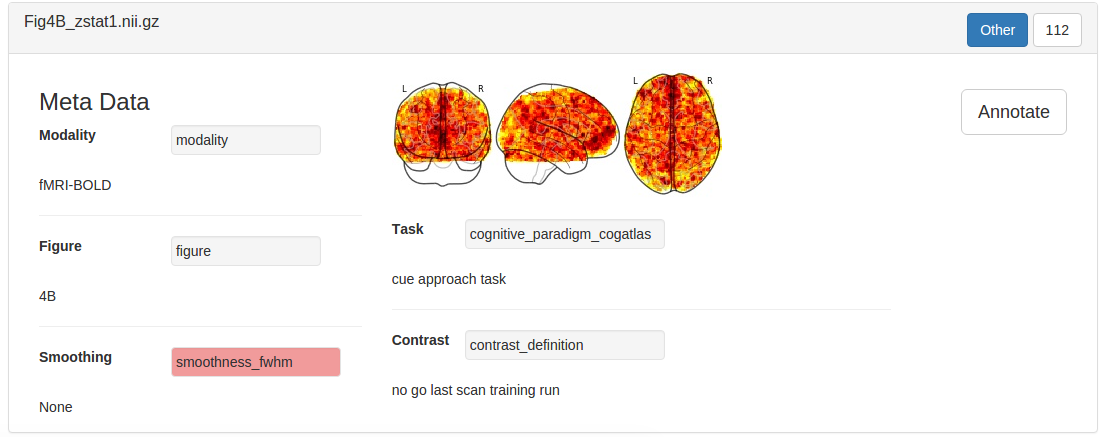 Fig4B_zstat1.nii.gz
Other 112
L R L R
Meta Data
Annotate
Modality modality
fMRI-BOLD
Figure figure
4B
Smoothing smoothness_fwhm
None
Task cognitive_paradigm_cogatlas
cue approach task
Contrast contrast_definition
no go last scan training run